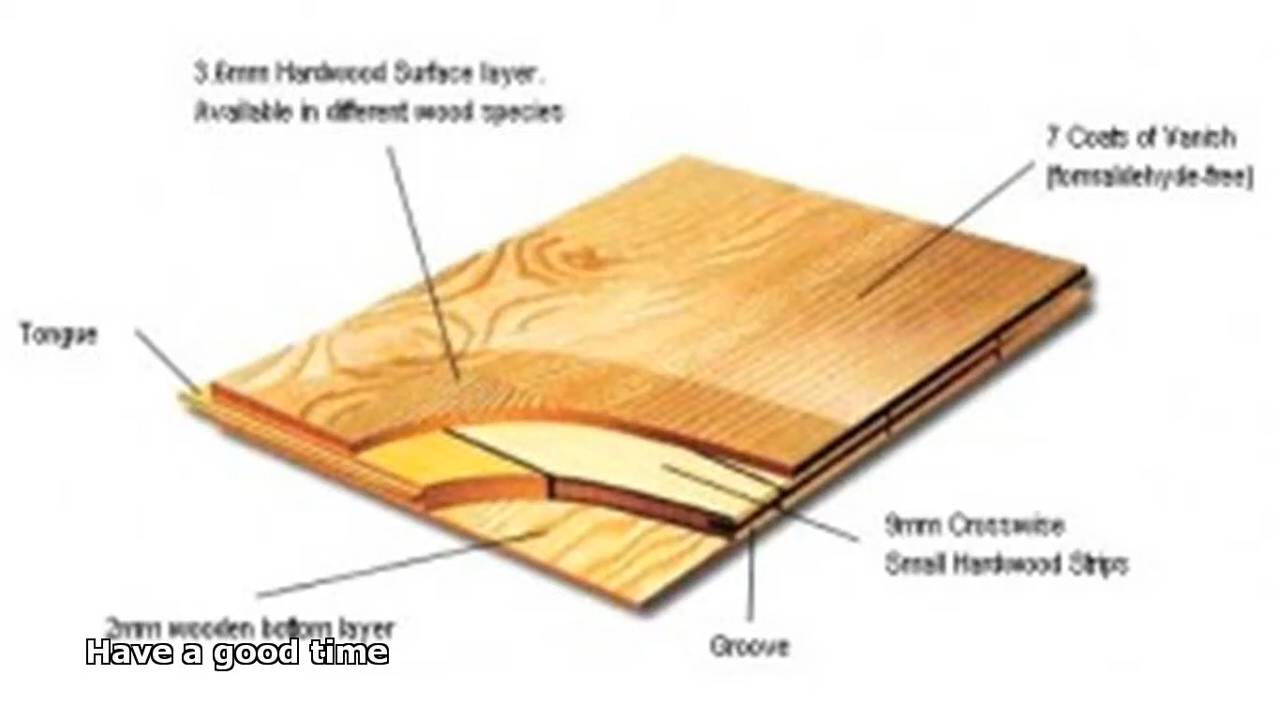 3.6mm Hardwood Surface layer.
Available in different wood species
7 Coats of Vanish
(formaldehyde-free)
Tongue
9mm Crosswise
Small Hardwood Strips
2mm wooden bottom layer
Have a good time
Groove